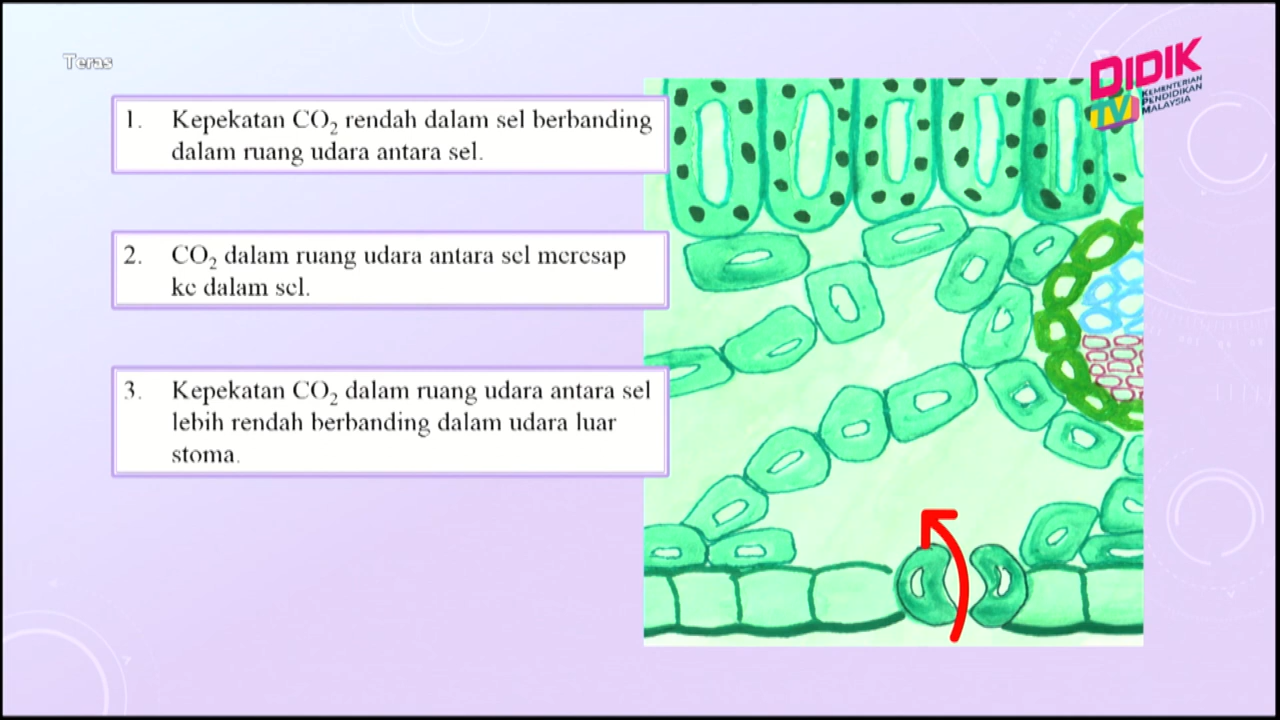 Teras
DIDIK
TV
KEMENTERIAN
PENDIDIKAN
MALAYSIA
1. Kepekatan CO₂ rendah dalam sel berbanding
dalam ruang udara antara sel.
2. CO₂ dalam ruang udara antara sel meresap
ke dalam sel.
3. Kepekatan CO₂ dalam ruang udara antara sel
lebih rendah berbanding dalam udara luar
stoma.